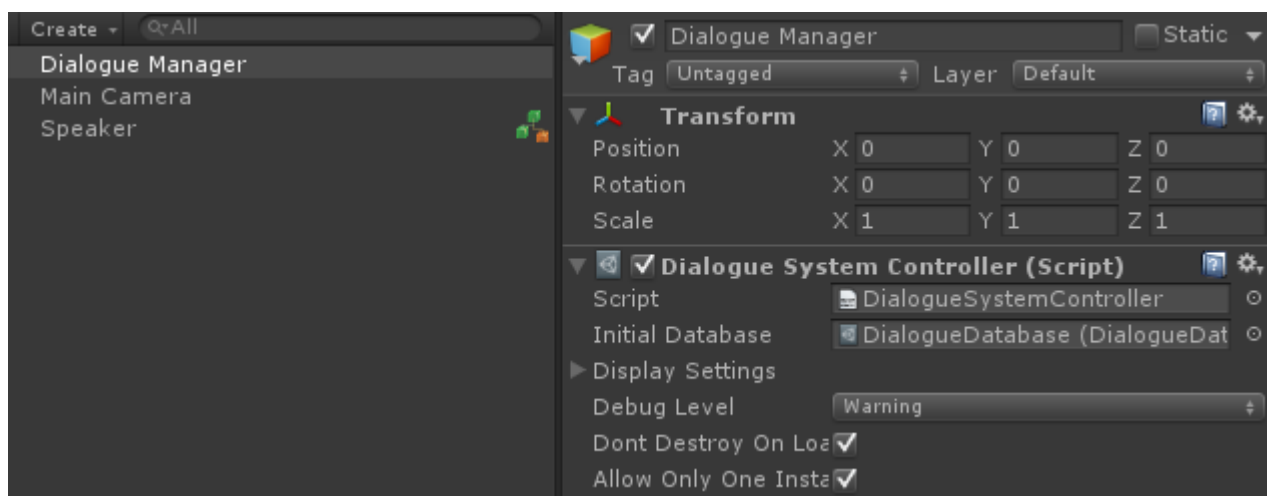 Create
All
Dialogue Manager
Main Camera
Speaker
Dialogue Manager Static
Tag Untagged Layer Default
Transform
Position X 0 Y 0 Z 0
Rotation X 0 Y 0 Z 0
Scale X 1 Y 1 Z 1
Dialogue System Controller (Script)
Script DialogueSystemController
Initial Database DialogueDatabase (DialogueDat
Display Settings
Debug Level Warning
Dont Destroy On Loa
Allow Only One Insta